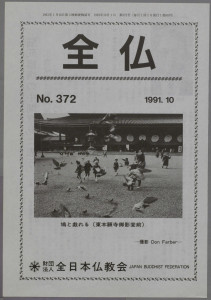 全仏
No. 372
1991. 10
鳩と戯れる（東本願寺御影堂前）
—撮影 Don Farber—
財団法人 全日本仏教会 JAPAN BUDDHIST FEDERATION